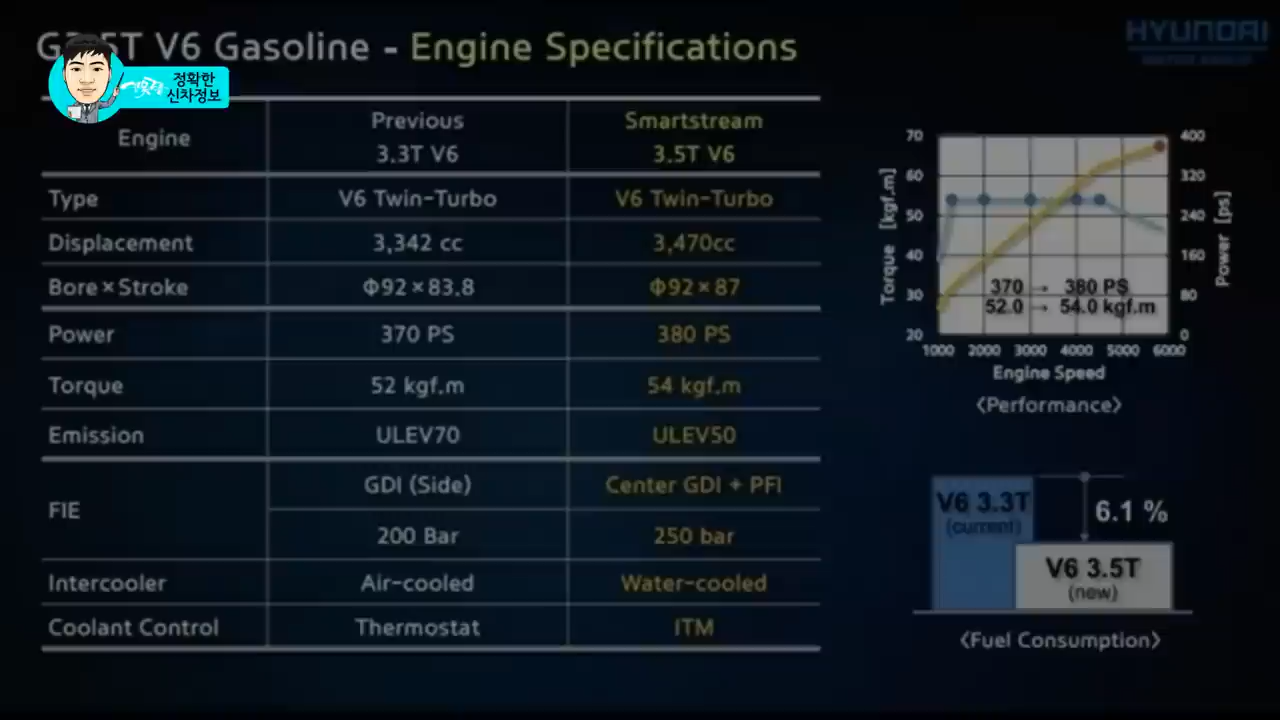 G3.5T V6 Gasoline - Engine Specifications
HYUNDAI
정확한
신차정보
Engine
Previous
3.3T V6
Smartstream
3.5T V6
Type
V6 Twin-Turbo
V6 Twin-Turbo
Displacement
3,342 cc
3,470cc
Bore×Stroke
Φ92×83.8
Φ92×87
Power
370 PS
380 PS
Torque
52 kgf.m
54 kgf.m
Emission
ULEV70
ULEV50
FIE
GDI (Side)
Center GDI + PFI
200 Bar
250 bar
Intercooler
Air-cooled
Water-cooled
Coolant Control
Thermostat
ITM
70
60
50
40
30
20
Torque [kgf.m]
400
320
240
160
80
0
Power [ps]
370 → 380 PS
52.0 → 54.0 kgf.m
1000 2000 3000 4000 5000 6000
Engine Speed
<Performance>
V6 3.3T
(current)
6.1 %
V6 3.5T
(new)
<Fuel Consumption>